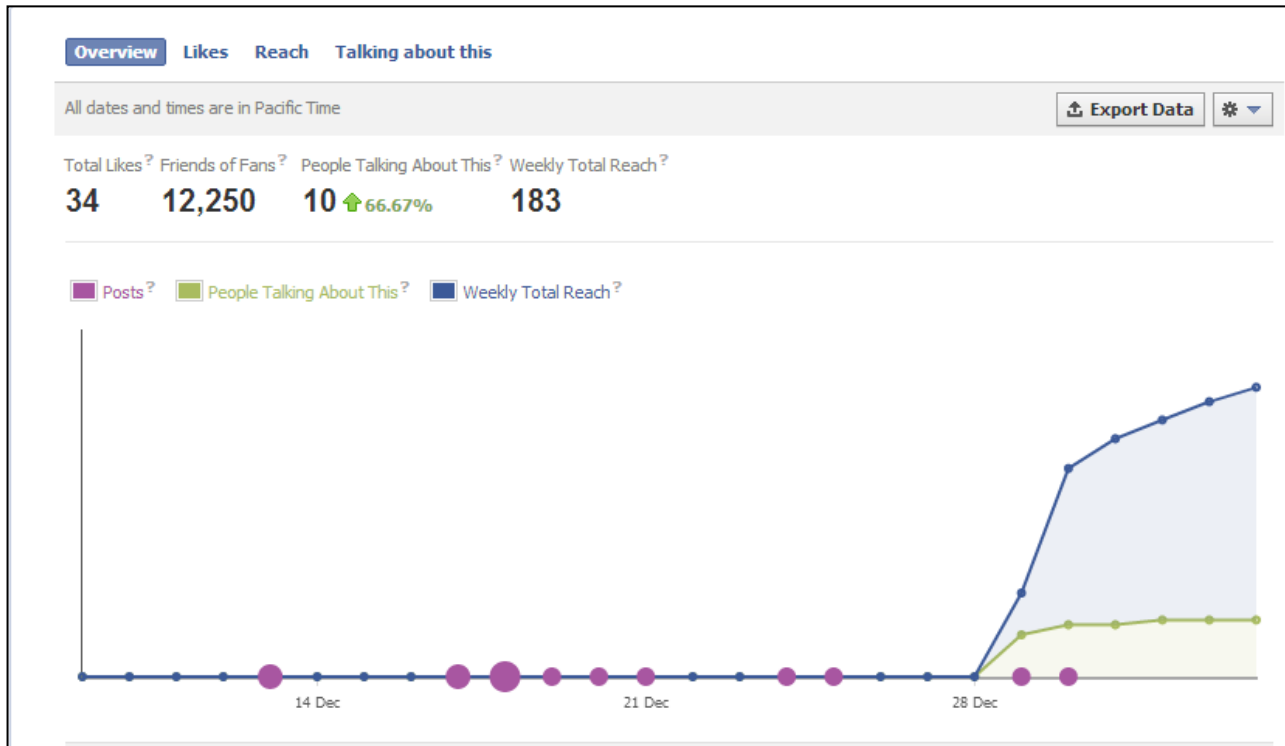 Overview Likes Reach Talking about this
All dates and times are in Pacific Time Export Data
Total Likes? Friends of Fans? People Talking About This? Weekly Total Reach?
34 12,250 10 66.67% 183
Posts? People Talking About This? Weekly Total Reach?
14 Dec 21 Dec 28 Dec